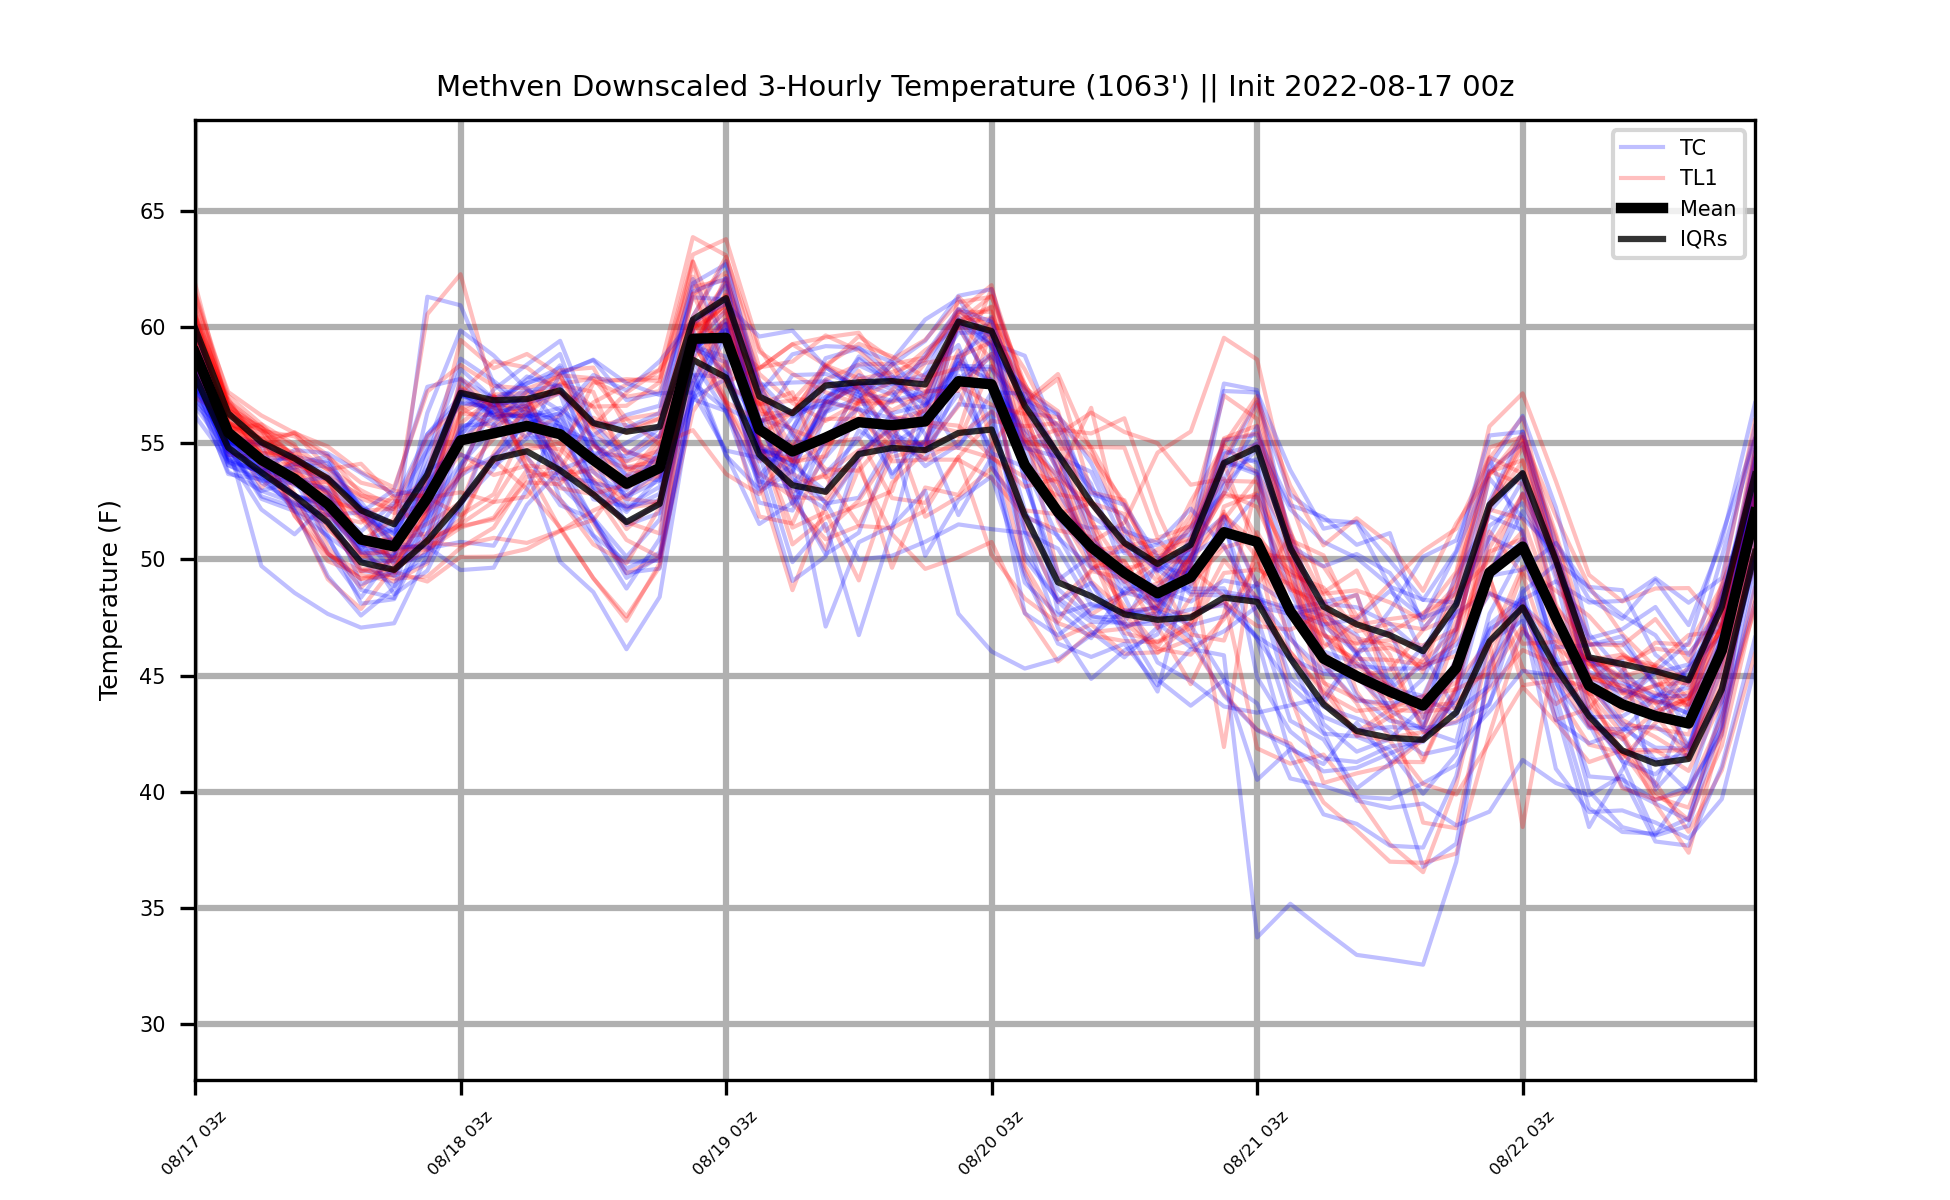 Methven Downscaled 3-Hourly Temperature (1063') || Init 2022-08-17 00z
TC
TL1
Mean
IQRs
Temperature (F)
65
60
55
50
45
40
35
30
08/17 03z
08/18 03z
08/19 03z
08/20 03z
08/21 03z
08/22 03z